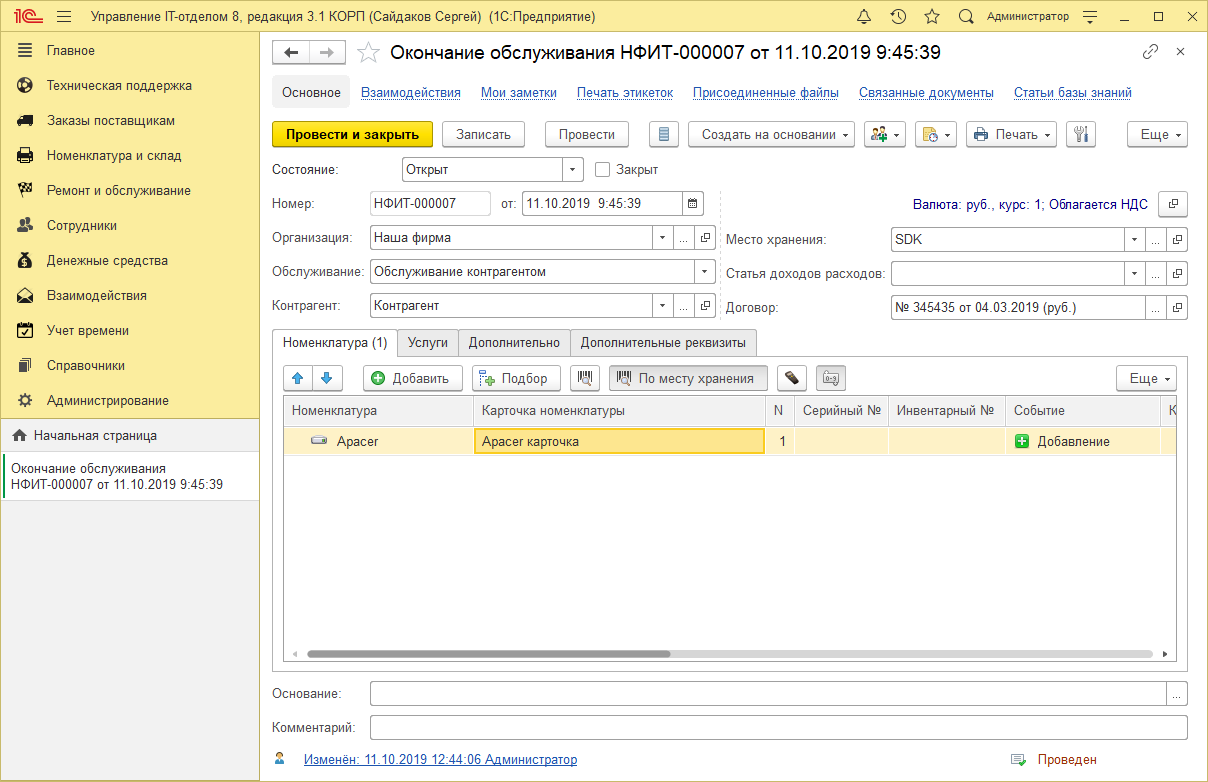 1С Управление IT-отделом 8, редакция 3.1 КОРП (Сайдаков Сергей) (1С:Предприятие) Администратор
Главное
Техническая поддержка
Заказы поставщикам
Номенклатура и склад
Ремонт и обслуживание
Сотрудники
Денежные средства
Взаимодействия
Учет времени
Справочники
Администрирование
Начальная страница
Окончание обслуживания
НФИТ-000007 от 11.10.2019 9:45:39
Окончание обслуживания НФИТ-000007 от 11.10.2019 9:45:39
Основное Взаимодействия Мои заметки Печать этикеток Присоединенные файлы Связанные документы Статьи базы знаний
Провести и закрыть Записать Провести Создать на основании Печать Еще
Состояние: Открыт Закрыт
Номер: НФИТ-000007 от: 11.10.2019 9:45:39 Валюта: руб., курс: 1; Облагается НДС
Организация: Наша фирма ... Место хранения: SDK ...
Обслуживание: Обслуживание контрагентом Статья доходов расходов: ...
Контрагент: Контрагент ... Договор: № 345435 от 04.03.2019 (руб.) ...
Номенклатура (1) Услуги Дополнительно Дополнительные реквизиты
Добавить Подбор По месту хранения Еще
Номенклатура Карточка номенклатуры N Серийный № Инвентарный № Событие К
Apacer Apacer карточка 1 Добавление
Основание: ...
Комментарий:
Изменён: 11.10.2019 12:44:06 Администратор Проведен